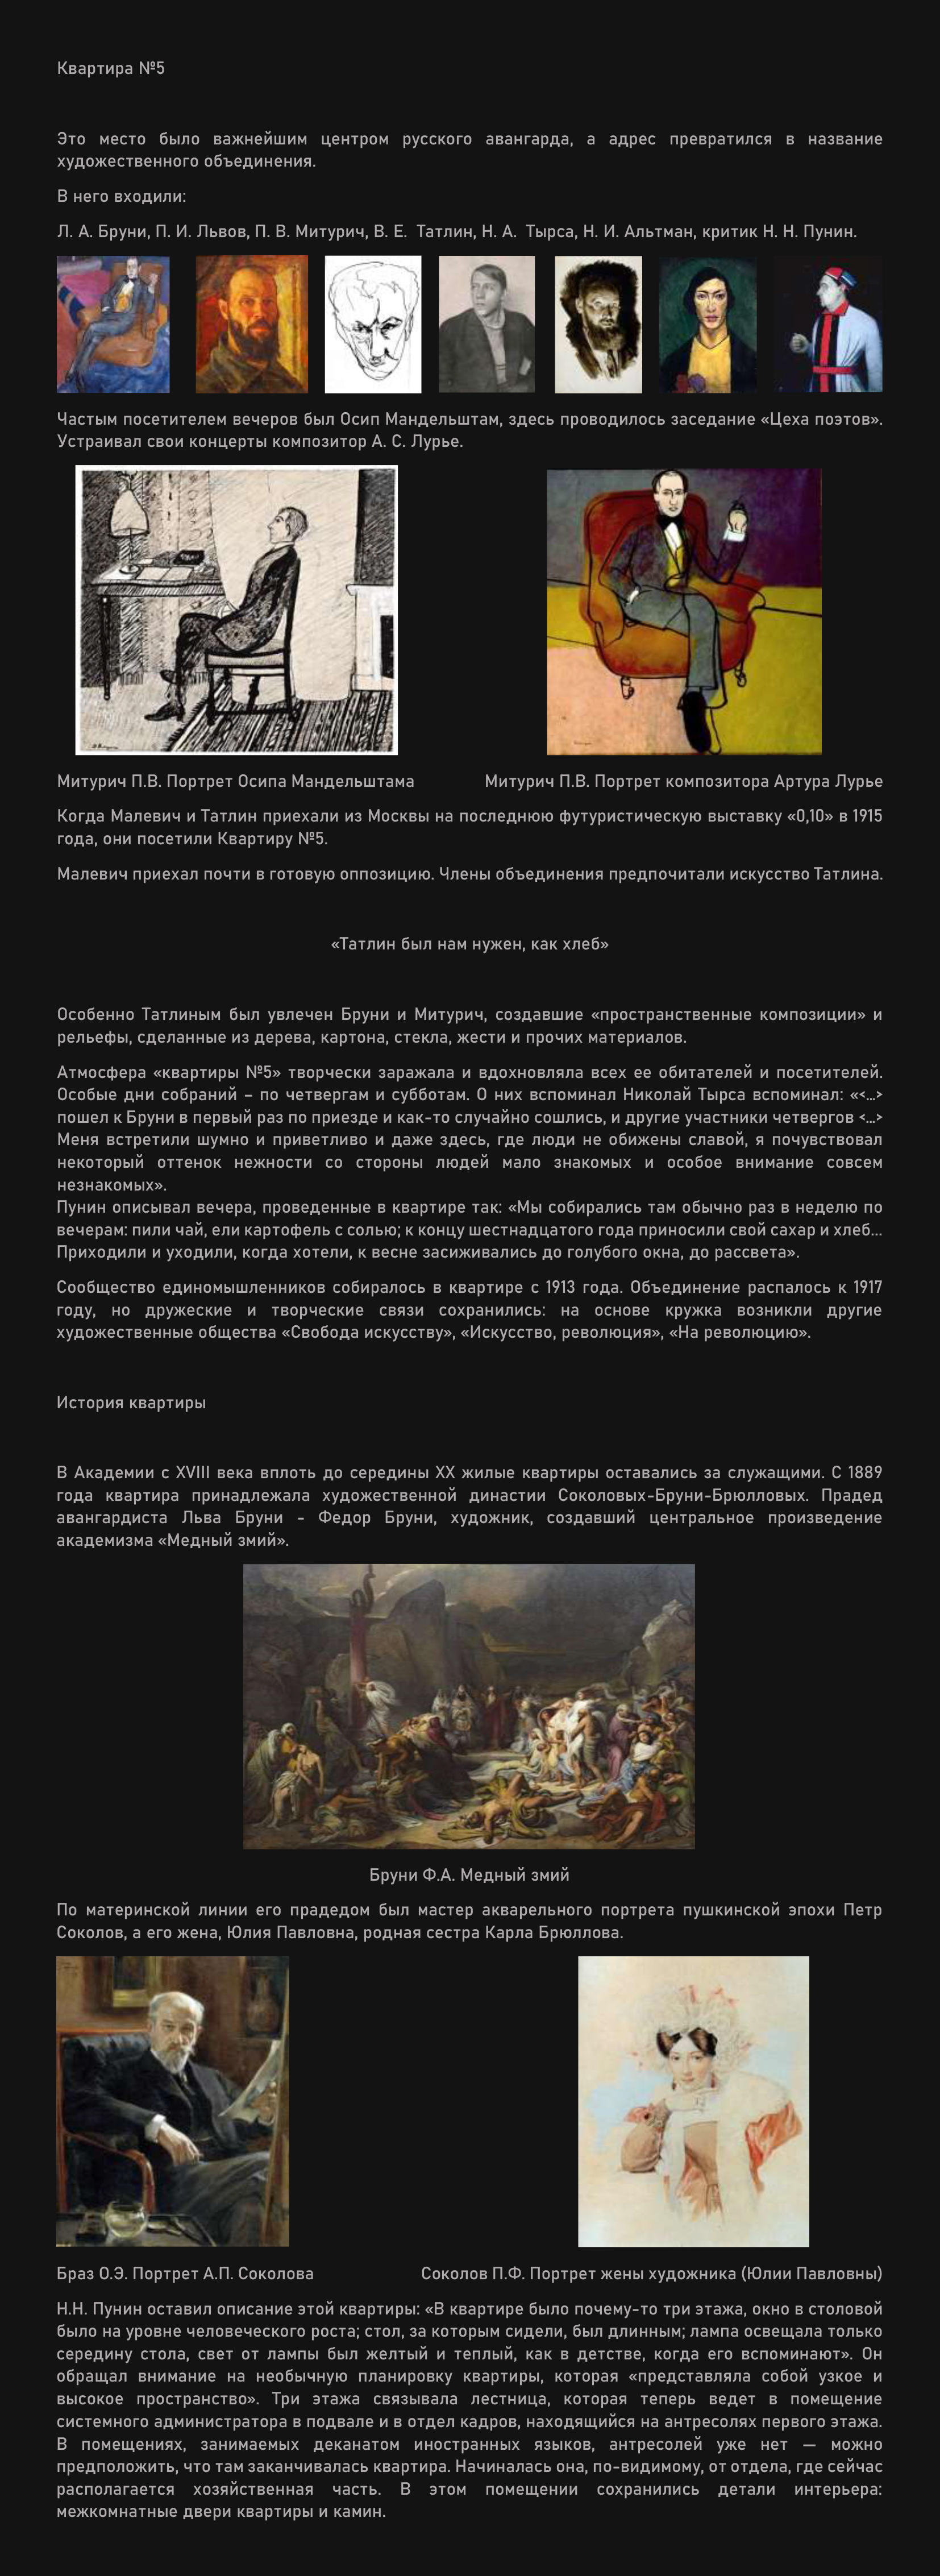 Квартира №5
Это место было важнейшим центром русского авангарда, а адрес превратился в название
художественного объединения.
В него входили:
Л. А. Бруни, П. И. Львов, П. В. Митурич, В. Е. Татлин, Н. А. Тырса, Н. И. Альтман, критик Н. Н. Пунин.
Частым посетителем вечеров был Осип Мандельштам, здесь проводилось заседание «Цеха поэтов».
Устраивал свои концерты композитор А. С. Лурье.
Митурич П.В. Портрет Осипа Мандельштама
Митурич П.В. Портрет композитора Артура Лурье
Когда Малевич и Татлин приехали из Москвы на последнюю футуристическую выставку «0,10» в 1915
года, они посетили Квартиру №5.
Малевич приехал почти в готовую оппозицию. Члены объединения предпочитали искусство Татлина.
«Татлин был нам нужен, как хлеб»
Особенно Татлиным был увлечен Бруни и Митурич, создавшие «пространственные композиции» и
рельефы, сделанные из дерева, картона, стекла, жести и прочих материалов.
Атмосфера «квартиры №5» творчески заражала и вдохновляла всех ее обитателей и посетителей.
Особые дни собраний – по четвергам и субботам. О них вспоминал Николай Тырса вспоминал: «<…>
пошел к Бруни в первый раз по приезде и как-то случайно сошлись, и другие участники четвергов <…>
Меня встретили шумно и приветливо и даже здесь, где люди не обижены славой, я почувствовал
некоторый оттенок нежности со стороны людей мало знакомых и особое внимание совсем
незнакомых».
Пунин описывал вечера, проведенные в квартире так: «Мы собирались там обычно раз в неделю по
вечерам: пили чай, ели картофель с солью; к концу шестнадцатого года приносили свой сахар и хлеб…
Приходили и уходили, когда хотели, к весне засиживались до голубого окна, до рассвета».
Сообщество единомышленников собиралось в квартире с 1913 года. Объединение распалось к 1917
году, но дружеские и творческие связи сохранились: на основе кружка возникли другие
художественные общества «Свобода искусству», «Искусство, революция», «На революцию».
История квартиры
В Академии с XVIII века вплоть до середины XX жилые квартиры оставались за служащими. С 1889
года квартира принадлежала художественной династии Соколовых-Бруни-Брюлловых. Прадед
авангардиста Льва Бруни - Федор Бруни, художник, создавший центральное произведение
академизма «Медный змий».
Бруни Ф.А. Медный змий
По материнской линии его прадедом был мастер акварельного портрета пушкинской эпохи Петр
Соколов, а его жена, Юлия Павловна, родная сестра Карла Брюллова.
Браз О.Э. Портрет А.П. Соколова
Соколов П.Ф. Портрет жены художника (Юлии Павловны)
Н.Н. Пунин оставил описание этой квартиры: «В квартире было почему-то три этажа, окно в столовой
было на уровне человеческого роста; стол, за которым сидели, был длинным; лампа освещала только
середину стола, свет от лампы был желтый и теплый, как в детстве, когда его вспоминают». Он
обращал внимание на необычную планировку квартиры, которая «представляла собой узкое и
высокое пространство». Три этажа связывала лестница, которая теперь ведет в помещение
системного администратора в подвале и в отдел кадров, находящийся на антресолях первого этажа.
В помещениях, занимаемых деканатом иностранных языков, антресолей уже нет — можно
предположить, что там заканчивалась квартира. Начиналась она, по-видимому, от отдела, где сейчас
располагается хозяйственная часть. В этом помещении сохранились детали интерьера:
межкомнатные двери квартиры и камин.